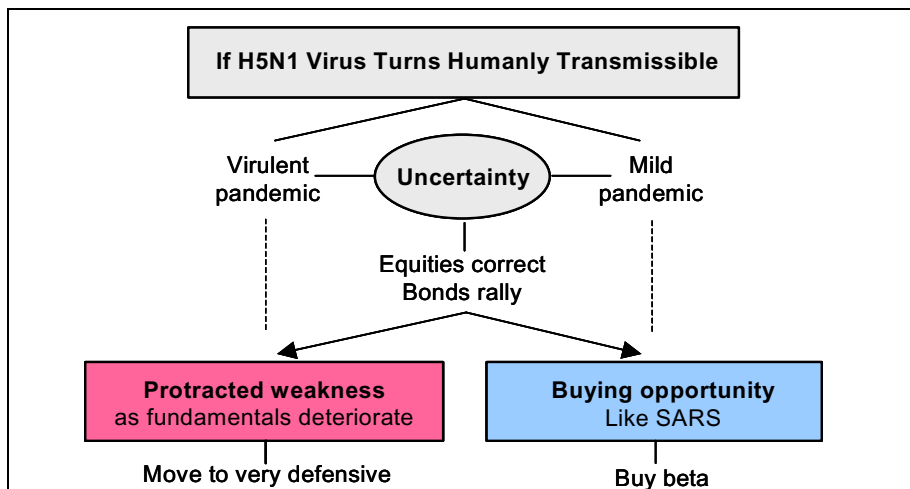 If H5N1 Virus Turns Humanly Transmissible
Virulent
pandemic
Uncertainty
Mild
pandemic
Equities correct
Bonds rally
Protracted weakness
as fundamentals deteriorate
Buying opportunity
Like SARS
Move to very defensive
Buy beta